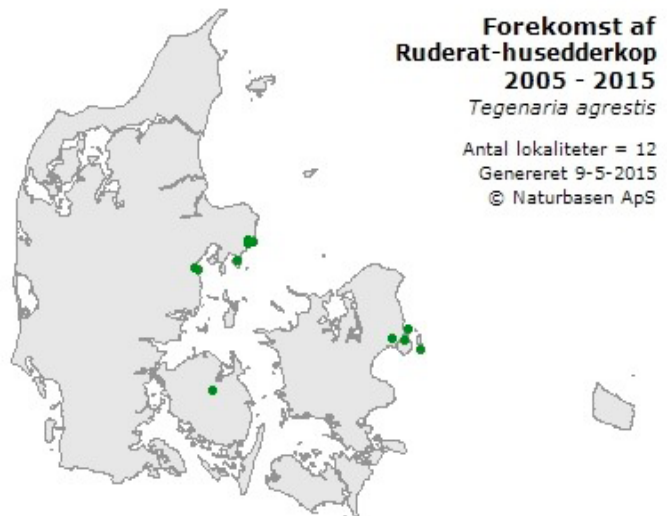 Forekomst af
Ruderat-husedderkop
2005 - 2015
Tegenaria agrestis
Antal lokaliteter = 12
Genereret 9-5-2015
© Naturbasen ApS